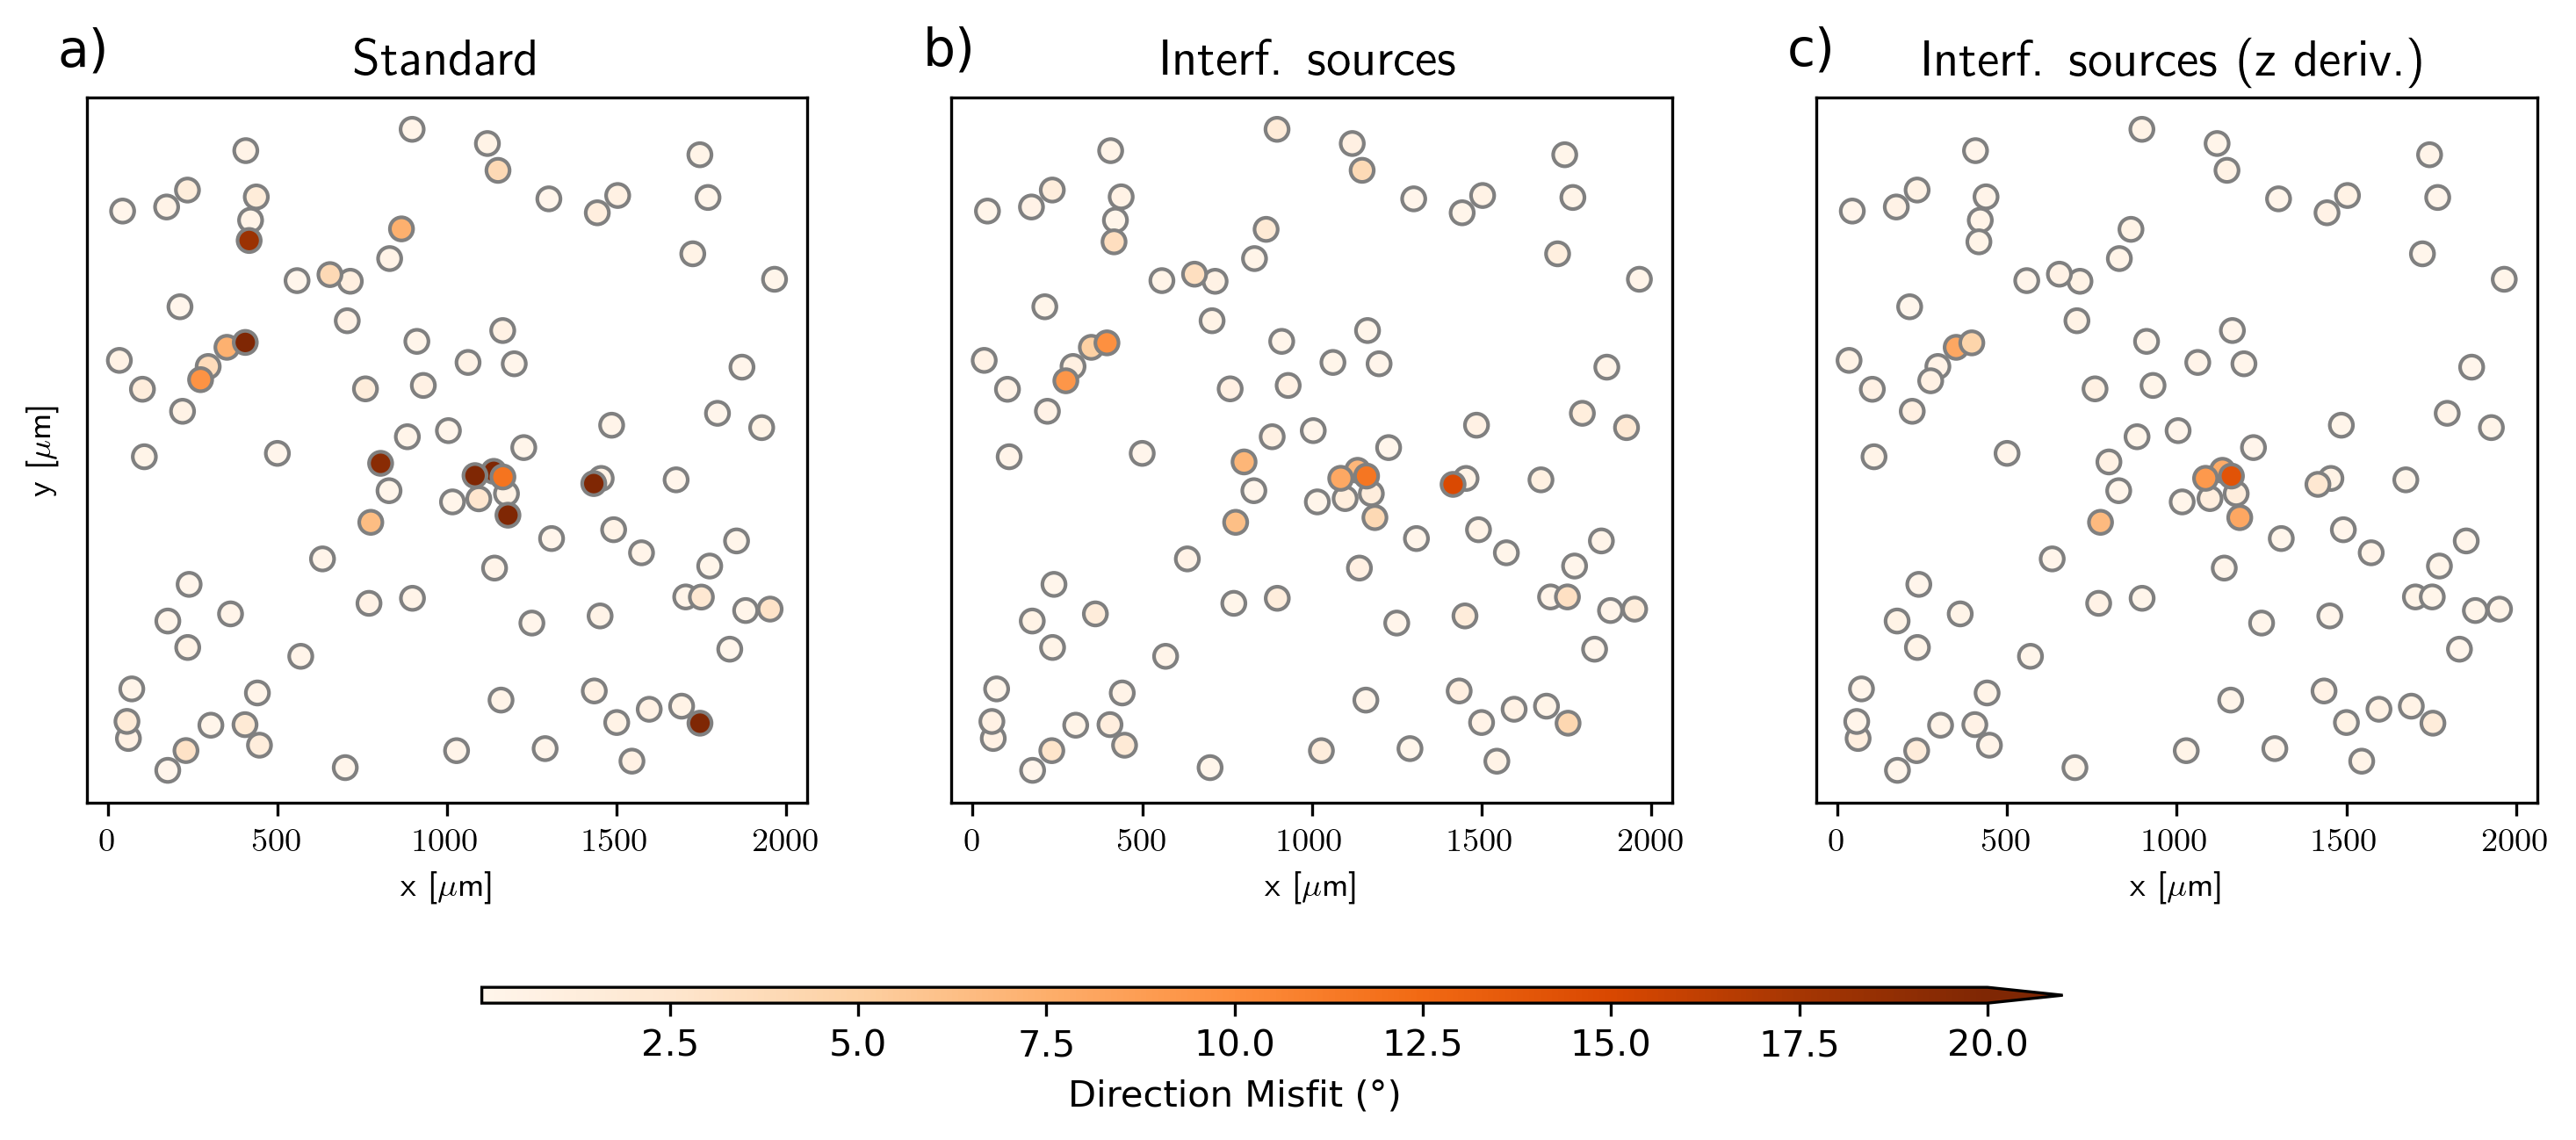 a) Standard
b) Interf. sources
c) Interf. sources (z deriv.)
y [μm]
0 500 1000 1500 2000
x [μm]
0 500 1000 1500 2000
x [μm]
0 500 1000 1500 2000
x [μm]
2.5 5.0 7.5 10.0 12.5 15.0 17.5 20.0
Direction Misfit (°)